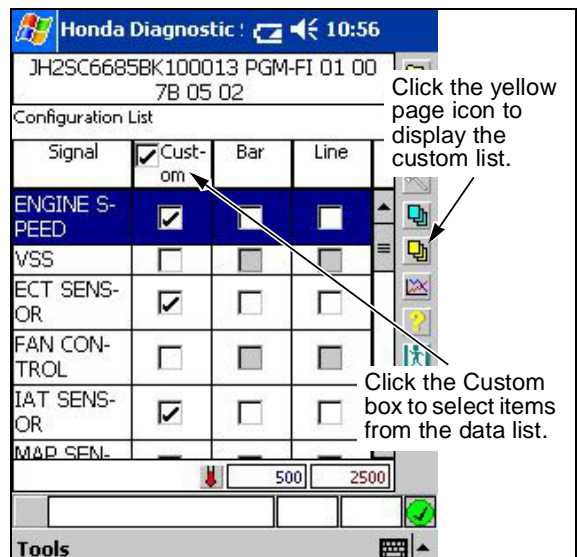 Honda Diagnostic S 10:56
JH2SC6685BK100013 PGM-FI 01 00
7B 05 02
Configuration List
Signal Cust- Bar Line
om
ENGINE S-
PEED
VSS
ECT SENS-
OR
FAN CON-
TROL
IAT SENS-
OR
MAP SEN-
500 2500
Tools
Click the yellow
page icon to
display the
custom list.
Click the Custom
box to select items
from the data list.